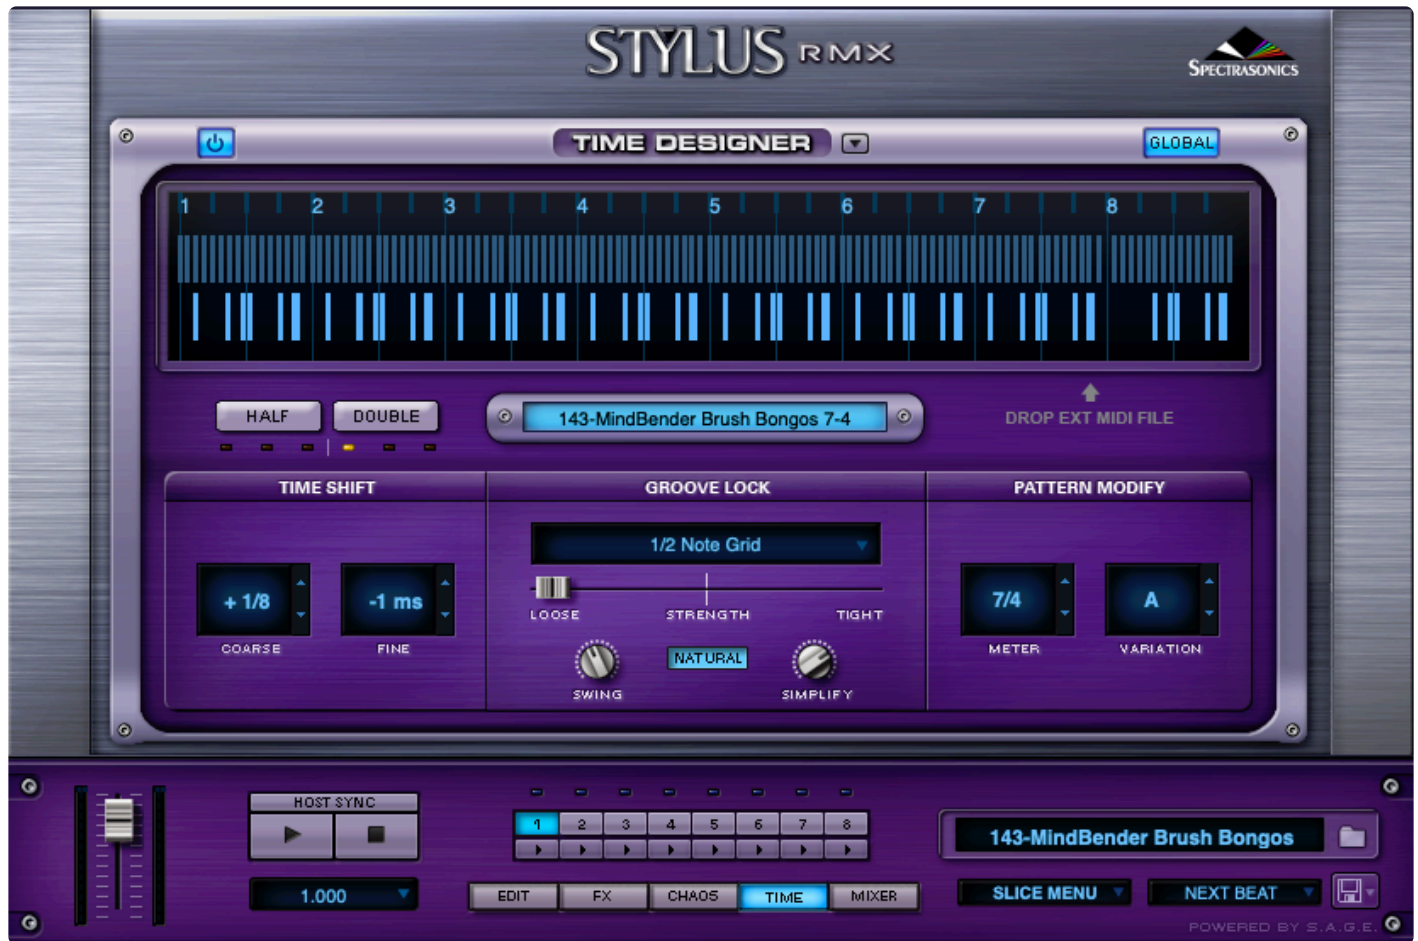 STYLUS RMX
SPECTRASONICS
TIME DESIGNER
GLOBAL
1 2 3 4 5 6 7 8
HALF DOUBLE
143-MindBender Brush Bongos 7-4
DROP EXT MIDI FILE
TIME SHIFT GROOVE LOCK PATTERN MODIFY
1/2 Note Grid
+ 1/8 -1 ms 7/4 A
LOOSE STRENGTH TIGHT
COARSE FINE METER VARIATION
NATURAL
SWING SIMPLIFY
HOST SYNC
1 2 3 4 5 6 7 8
143-MindBender Brush Bongos
1.000
EDIT FX CHAOS TIME MIXER
SLICE MENU NEXT BEAT
POWERED BY S.A.G.E.